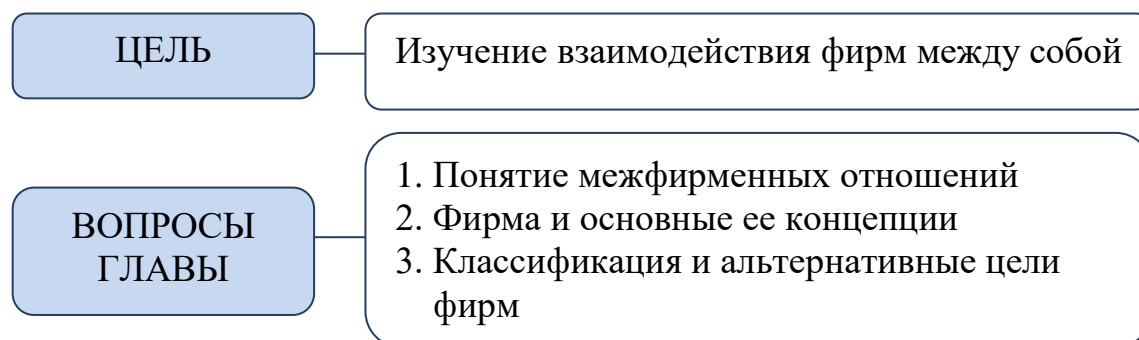 ЦЕЛЬ
Изучение взаимодействия фирм между собой
ВОПРОСЫ
ГЛАВЫ
1. Понятие межфирменных отношений
2. Фирма и основные ее концепции
3. Классификация и альтернативные цели
фирм